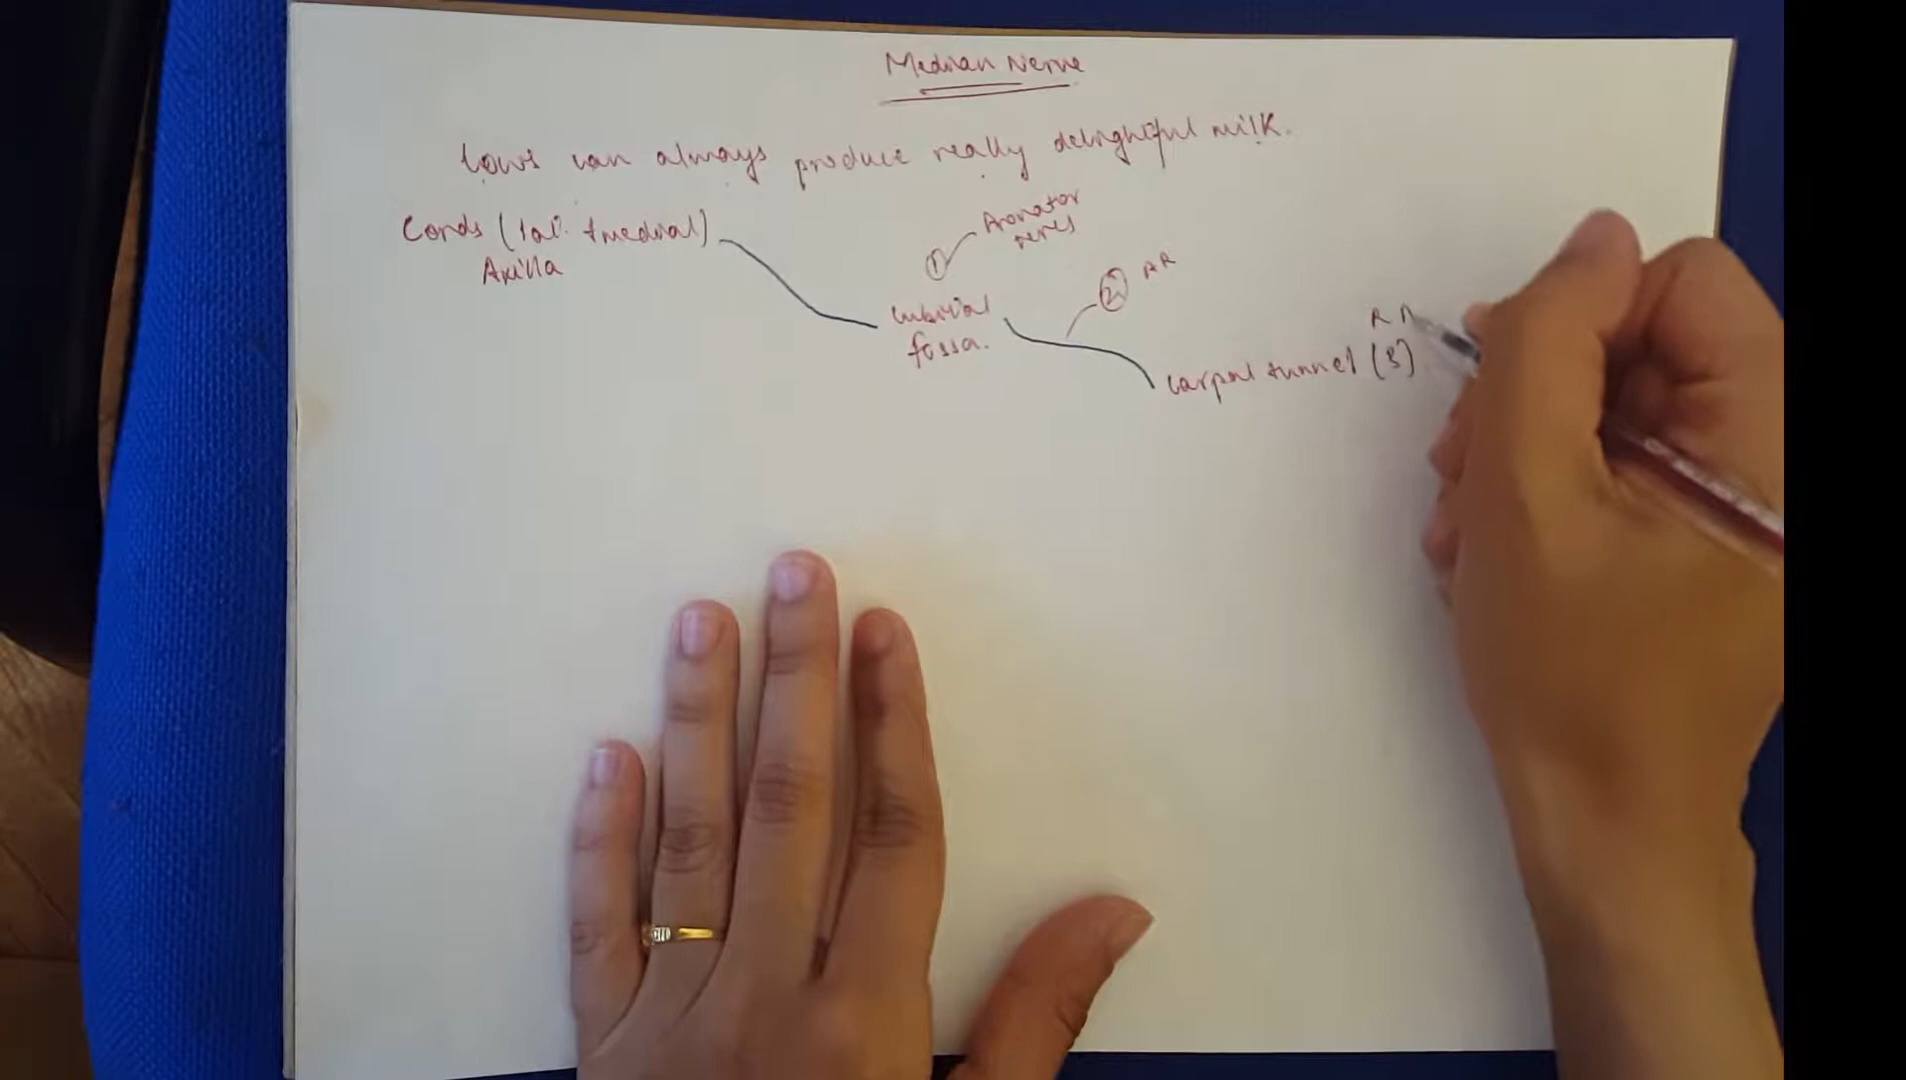 Median Nerve
Cows can always produce really delightful milk.
Cords (lat. + medial)
Axilla
① Pronator
teres
② AR
Cubital
fossa.
Carpal tunnel (3)
R